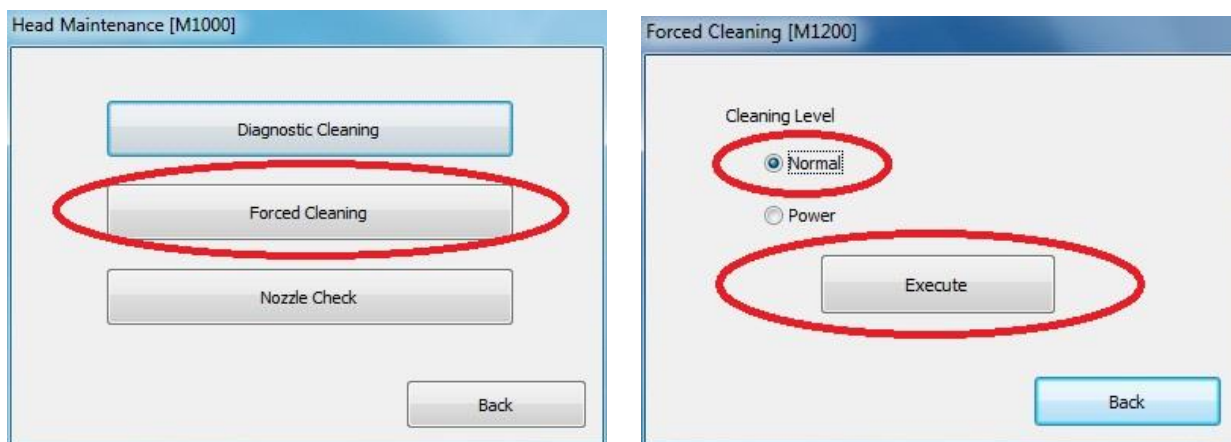 Head Maintenance [M1000]
Diagnostic Cleaning
Forced Cleaning
Nozzle Check
Back
Forced Cleaning [M1200]
Cleaning Level
Normal
Power
Execute
Back